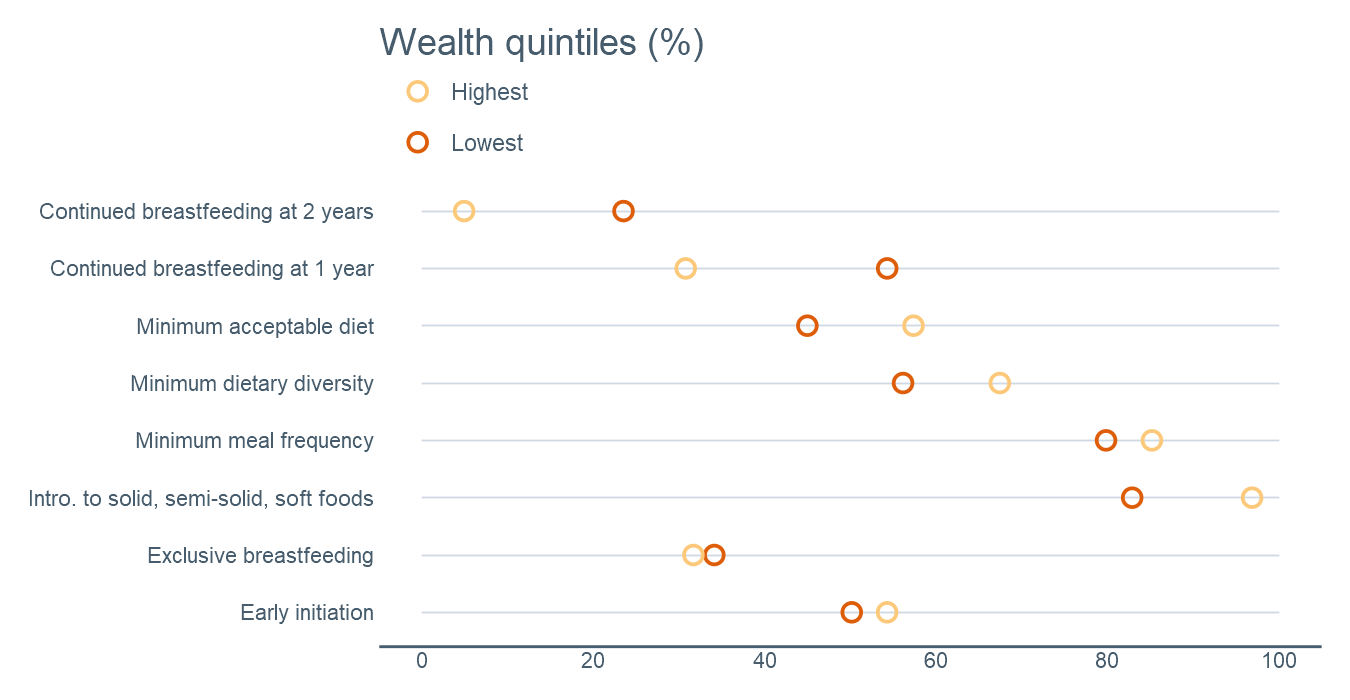 Wealth quintiles (%)
Highest
Lowest
Continued breastfeeding at 2 years
Continued breastfeeding at 1 year
Minimum acceptable diet
Minimum dietary diversity
Minimum meal frequency
Intro. to solid, semi-solid, soft foods
Exclusive breastfeeding
Early initiation
0 20 40 60 80 100